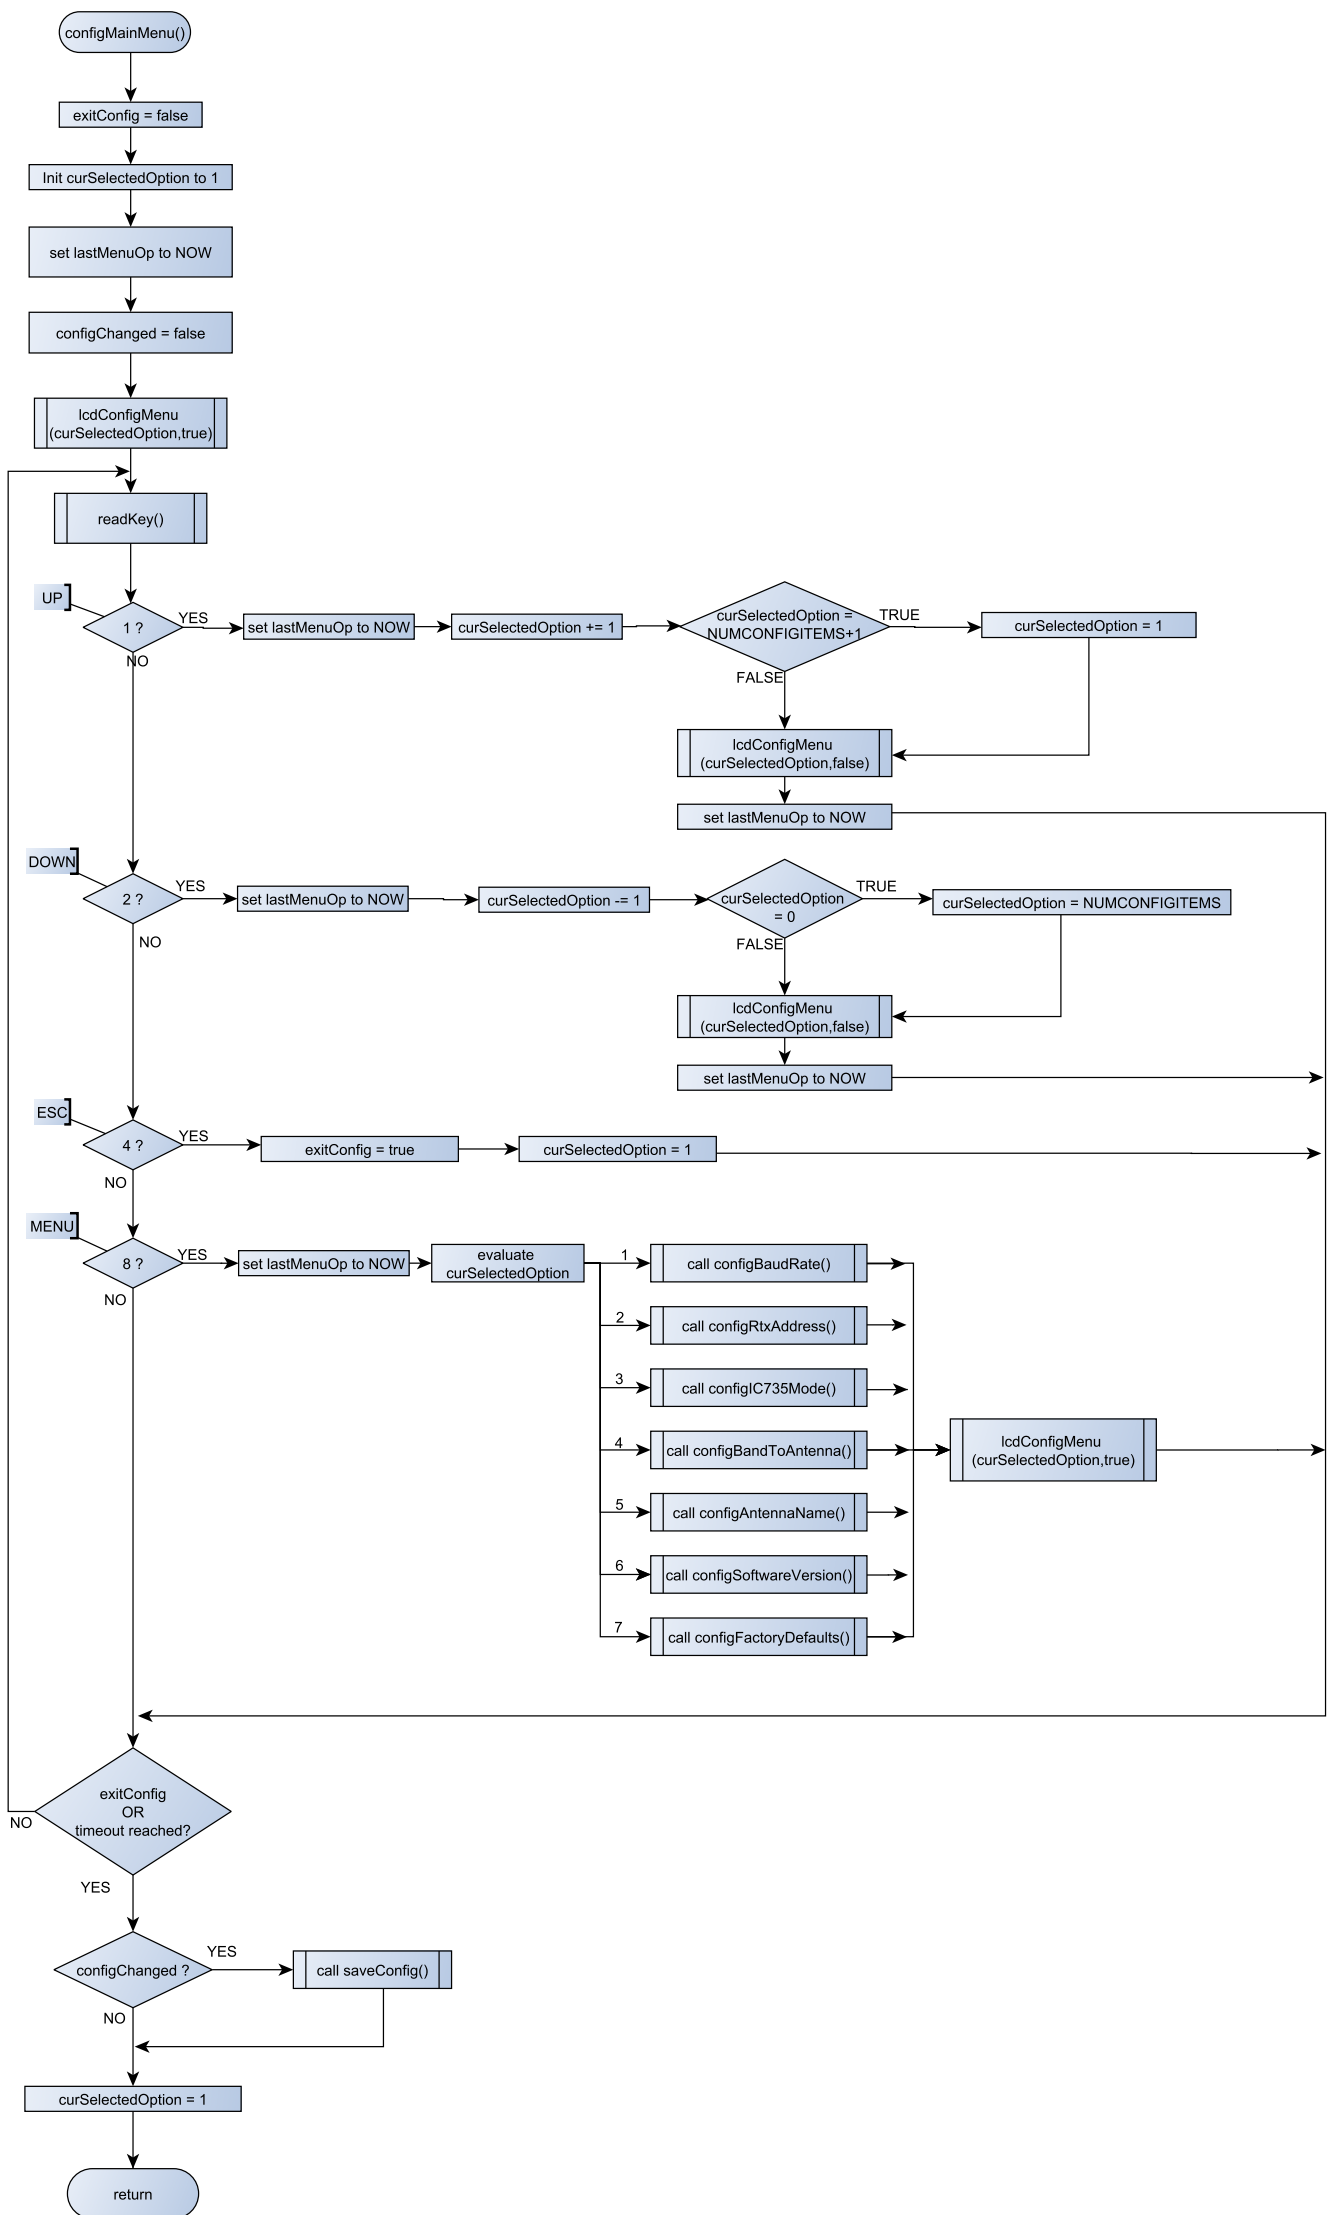 configMainMenu()
exitConfig = false
Init curSelectedOption to 1
set lastMenuOp to NOW
configChanged = false
lcdConfigMenu
(curSelectedOption,true)
readKey()
UP
1 ?
YES
NO
set lastMenuOp to NOW
curSelectedOption += 1
curSelectedOption =
NUMCONFIGITEMS+1
TRUE
FALSE
curSelectedOption = 1
lcdConfigMenu
(curSelectedOption,false)
set lastMenuOp to NOW
DOWN
2 ?
YES
NO
set lastMenuOp to NOW
curSelectedOption -= 1
curSelectedOption
= 0
TRUE
FALSE
curSelectedOption = NUMCONFIGITEMS
lcdConfigMenu
(curSelectedOption,false)
set lastMenuOp to NOW
ESC
4 ?
YES
NO
exitConfig = true
curSelectedOption = 1
MENU
8 ?
YES
NO
set lastMenuOp to NOW
evaluate
curSelectedOption
1
call configBaudRate()
2
call configRtxAddress()
3
call configIC735Mode()
4
call configBandToAntenna()
5
call configAntennaName()
6
call configSoftwareVersion()
7
call configFactoryDefaults()
lcdConfigMenu
(curSelectedOption,true)
exitConfig
OR
timeout reached?
NO
YES
configChanged ?
YES
NO
call saveConfig()
curSelectedOption = 1
return